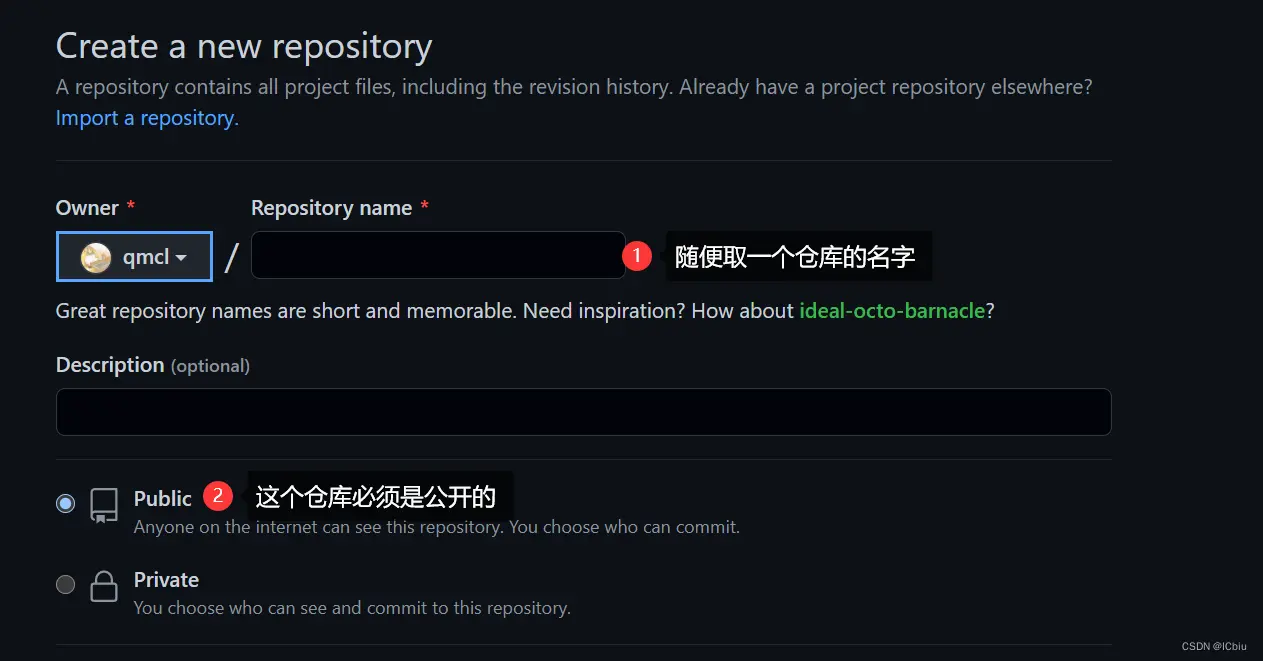 Create a new repository
A repository contains all project files, including the revision history. Already have a project repository elsewhere?
Import a repository.
Owner * Repository name *
qmcl / 1 随便取一个仓库的名字
Great repository names are short and memorable. Need inspiration? How about ideal-octo-barnacle?
Description (optional)
Public 2 这个仓库必须是公开的
Anyone on the internet can see this repository. You choose who can commit.
Private
You choose who can see and commit to this repository.
CSDN @ICbiu